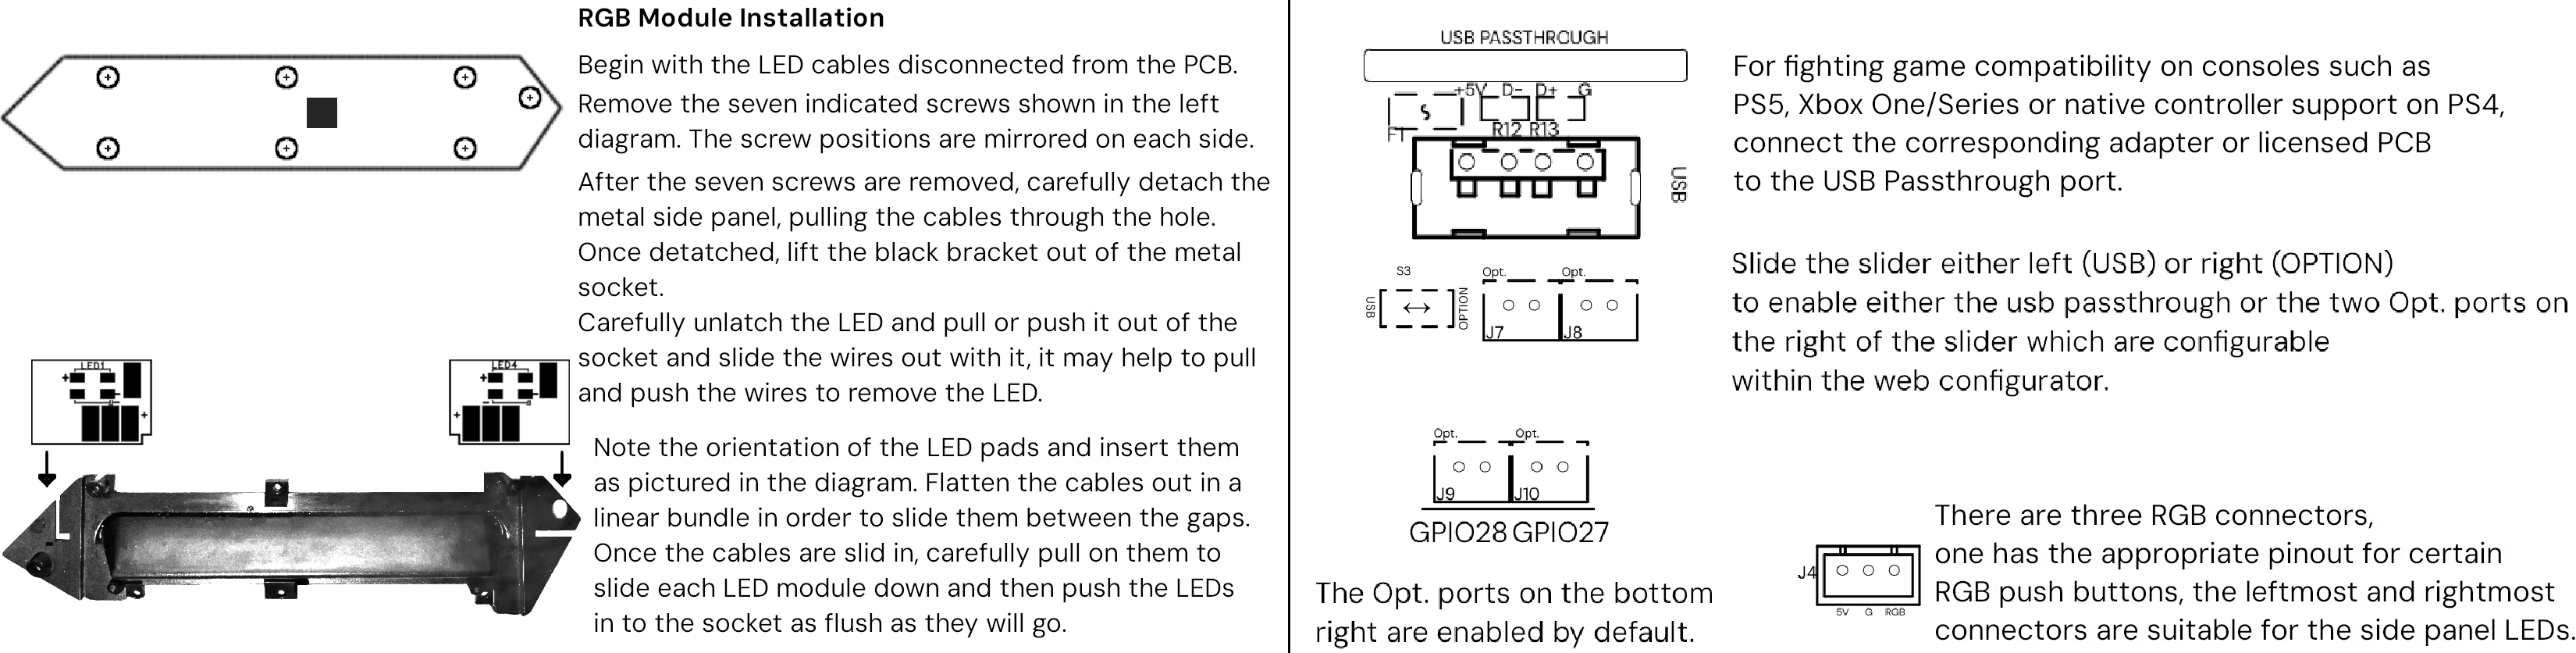 RGB Module Installation
Begin with the LED cables disconnected from the PCB.
Remove the seven indicated screws shown in the left
diagram. The screw positions are mirrored on each side.
After the seven screws are removed, carefully detach the
metal side panel, pulling the cables through the hole.
Once detatched, lift the black bracket out of the metal
socket.
Carefully unlatch the LED and pull or push it out of the
socket and slide the wires out with it, it may help to pull
and push the wires to remove the LED.
LED1
+
-
+
LED4
+
-
+
Note the orientation of the LED pads and insert them
as pictured in the diagram. Flatten the cables out in a
linear bundle in order to slide them between the gaps.
Once the cables are slid in, carefully pull on them to
slide each LED module down and then push the LEDs
in to the socket as flush as they will go.
USB PASSTHROUGH
+5V D- D+ G
F1
R12 R13
USB
For fighting game compatibility on consoles such as
PS5, Xbox One/Series or native controller support on PS4,
connect the corresponding adapter or licensed PCB
to the USB Passthrough port.
S3
USB
OPTION
Opt. Opt.
J7 J8
Slide the slider either left (USB) or right (OPTION)
to enable either the usb passthrough or the two Opt. ports on
the right of the slider which are configurable
within the web configurator.
Opt. Opt.
J9 J10
GPIO28 GPIO27
The Opt. ports on the bottom
right are enabled by default.
J4
5V G RGB
There are three RGB connectors,
one has the appropriate pinout for certain
RGB push buttons, the leftmost and rightmost
connectors are suitable for the side panel LEDs.